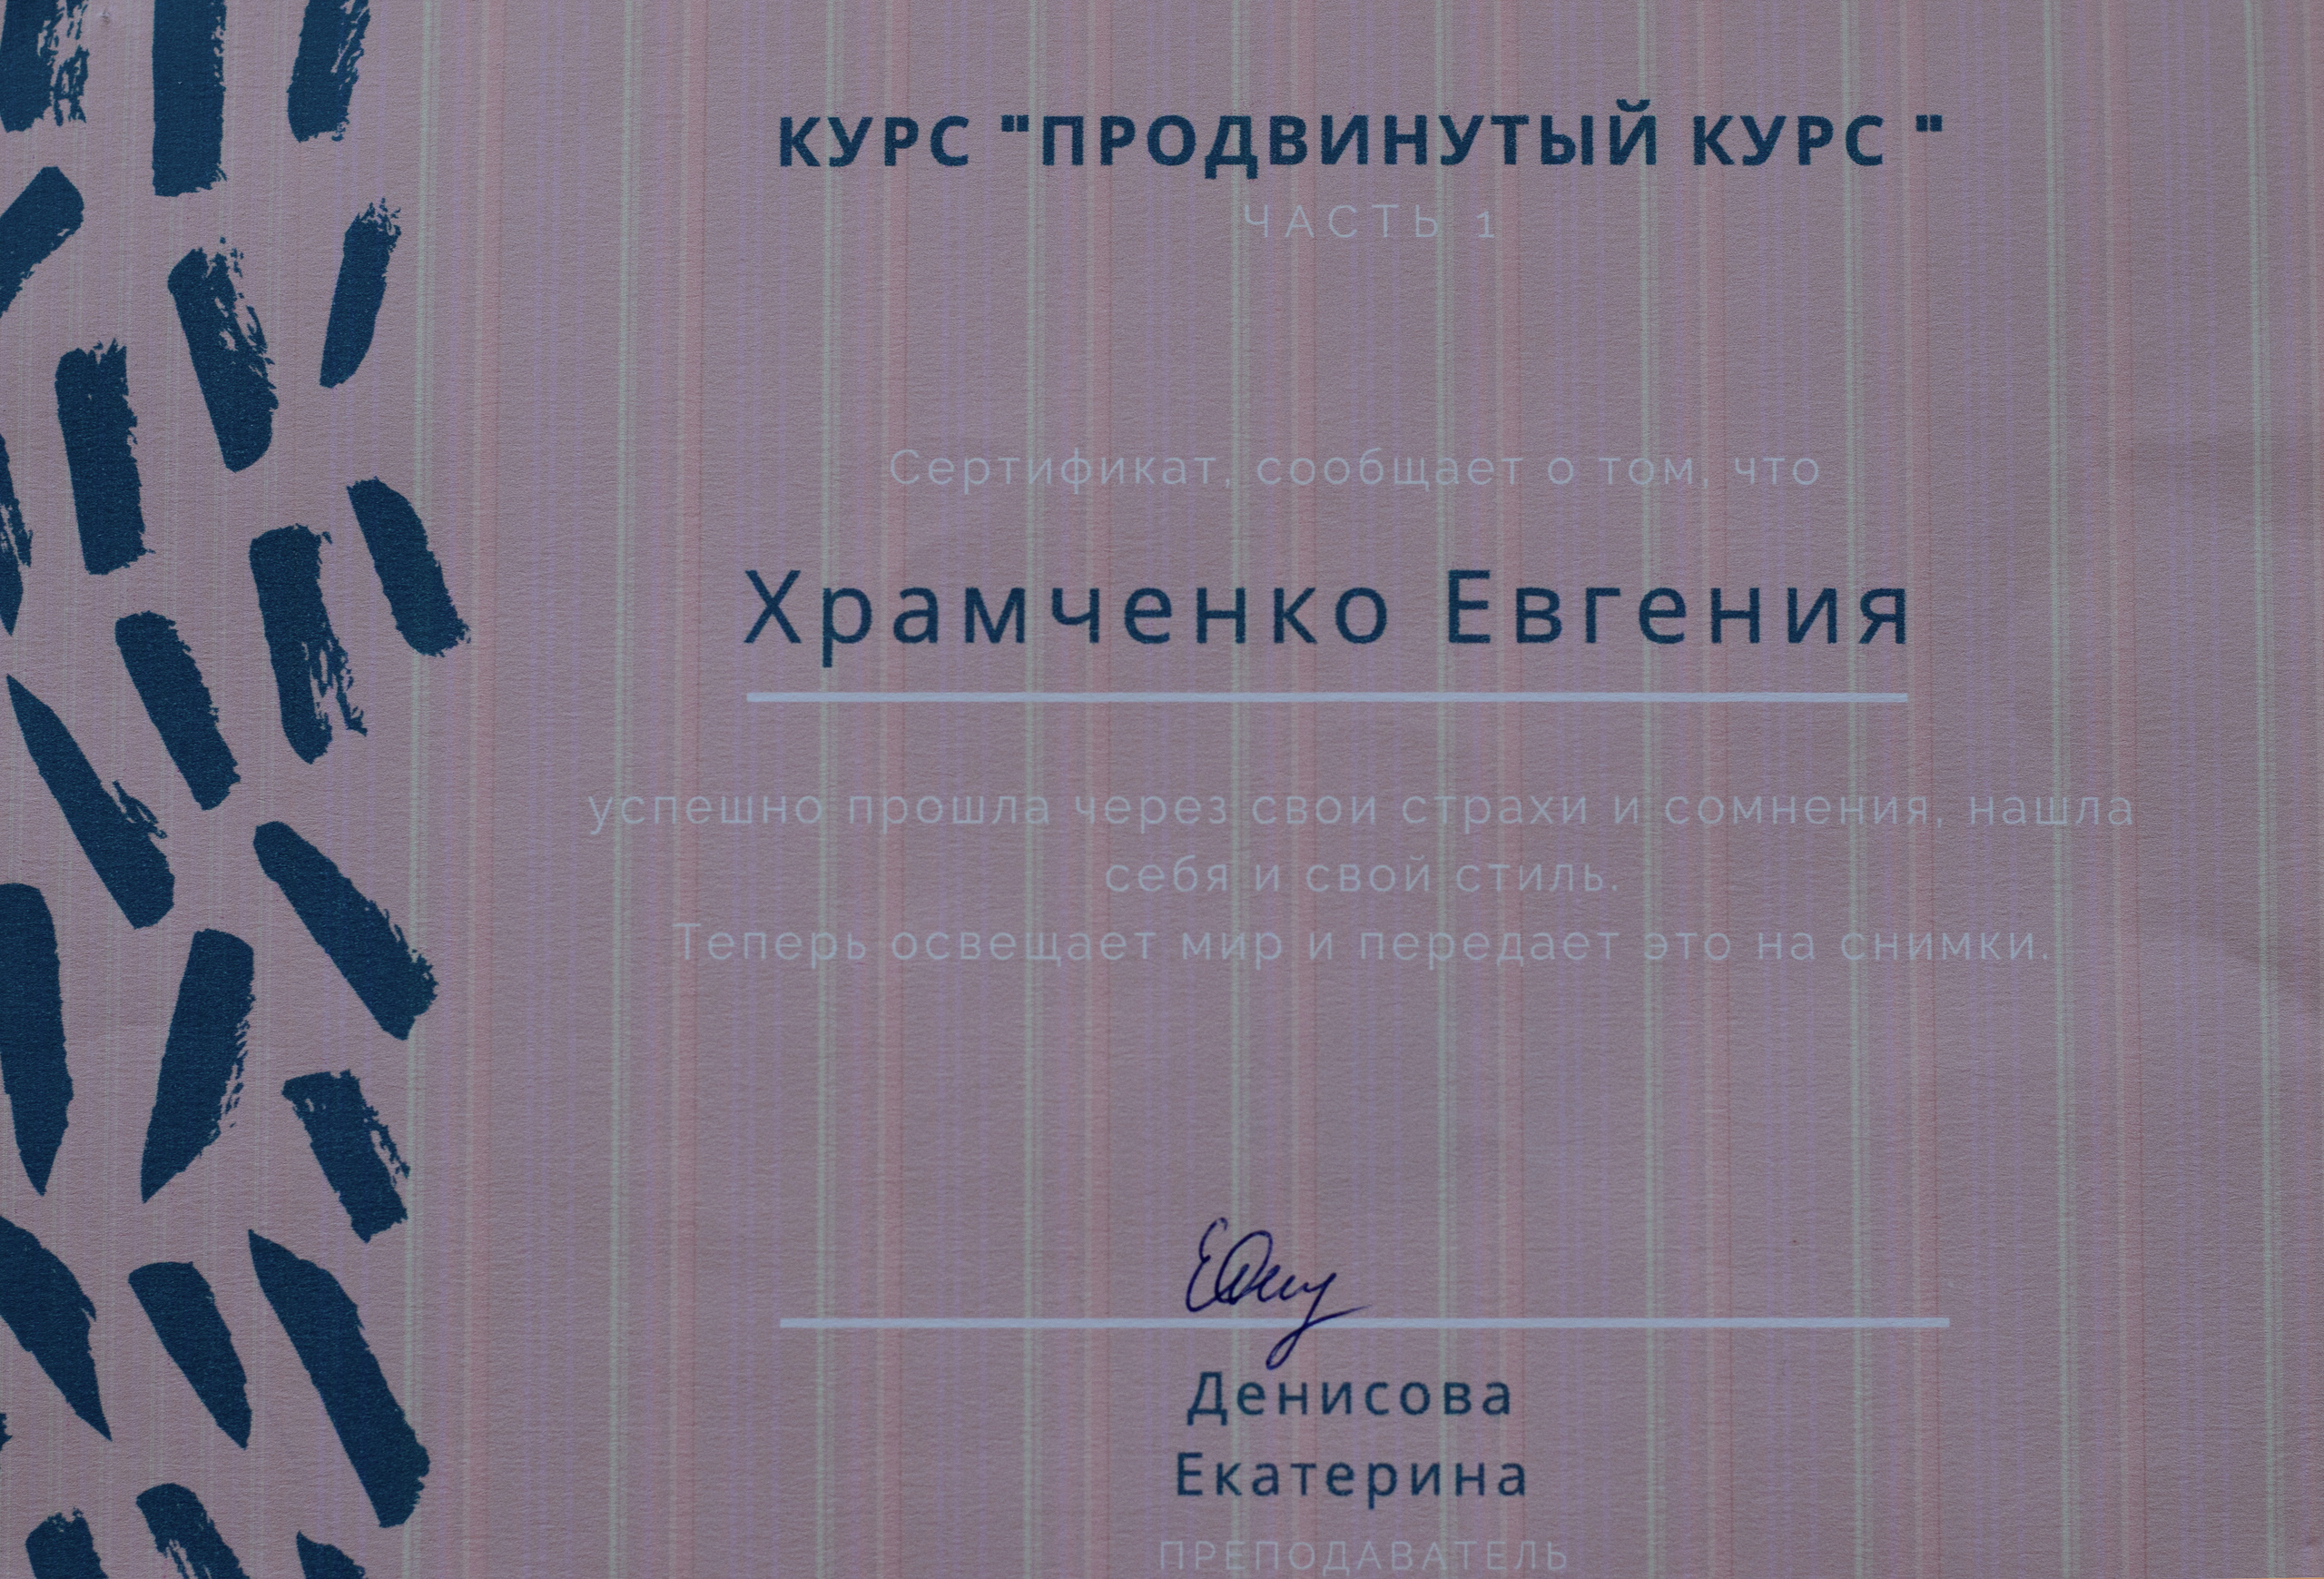 КУРС "ПРОДВИНУТЫЙ КУРС "
ЧАСТЬ 1
Сертификат, сообщает о том, что
Храмченко Евгения
успешно прошла через свои страхи и сомнения, нашла
себя и свой стиль.
Теперь освещает мир и передает это на снимки.
Денисова
Екатерина
ПРЕПОДАВАТЕЛЬ